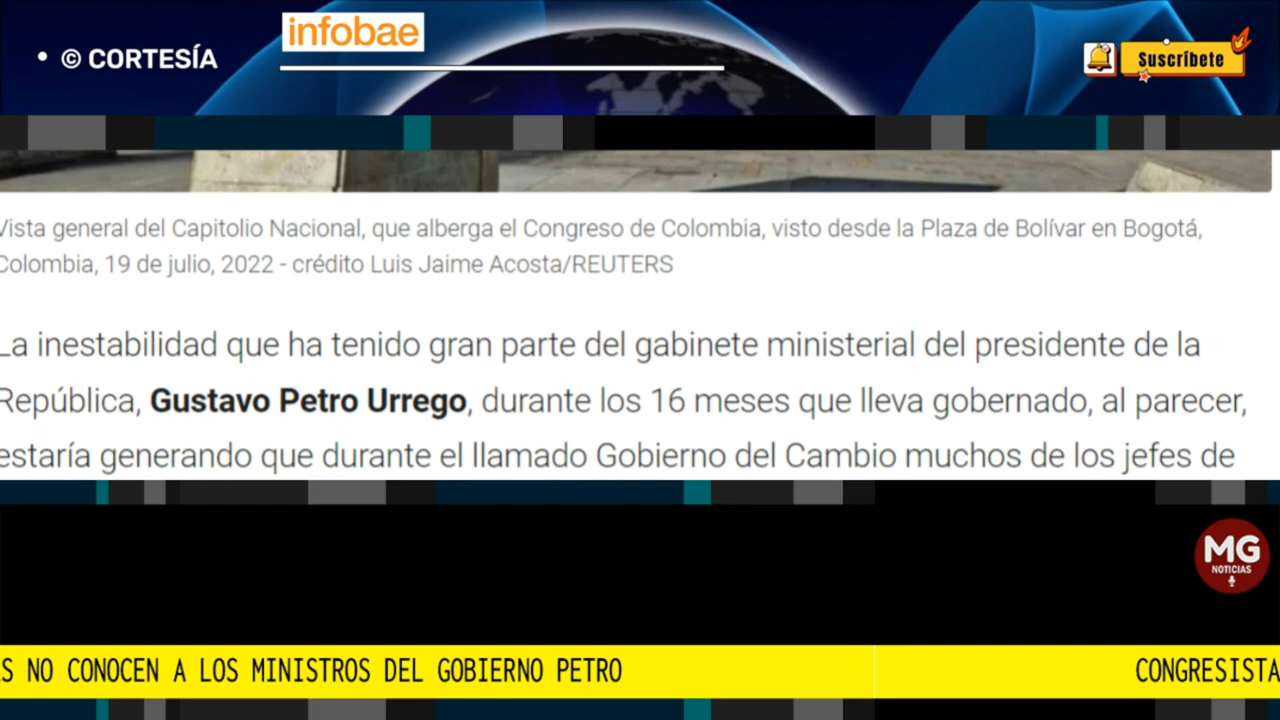 • © CORTESÍA
infobae
Suscríbete
Vista general del Capitolio Nacional, que alberga el Congreso de Colombia, visto desde la Plaza de Bolívar en Bogotá,
Colombia, 19 de julio, 2022 - crédito Luis Jaime Acosta/REUTERS
La inestabilidad que ha tenido gran parte del gabinete ministerial del presidente de la
República, Gustavo Petro Urrego, durante los 16 meses que lleva gobernado, al parecer,
estaría generando que durante el llamado Gobierno del Cambio muchos de los jefes de
MG
NOTICIAS
S NO CONOCEN A LOS MINISTROS DEL GOBIERNO PETRO
CONGRESISTA